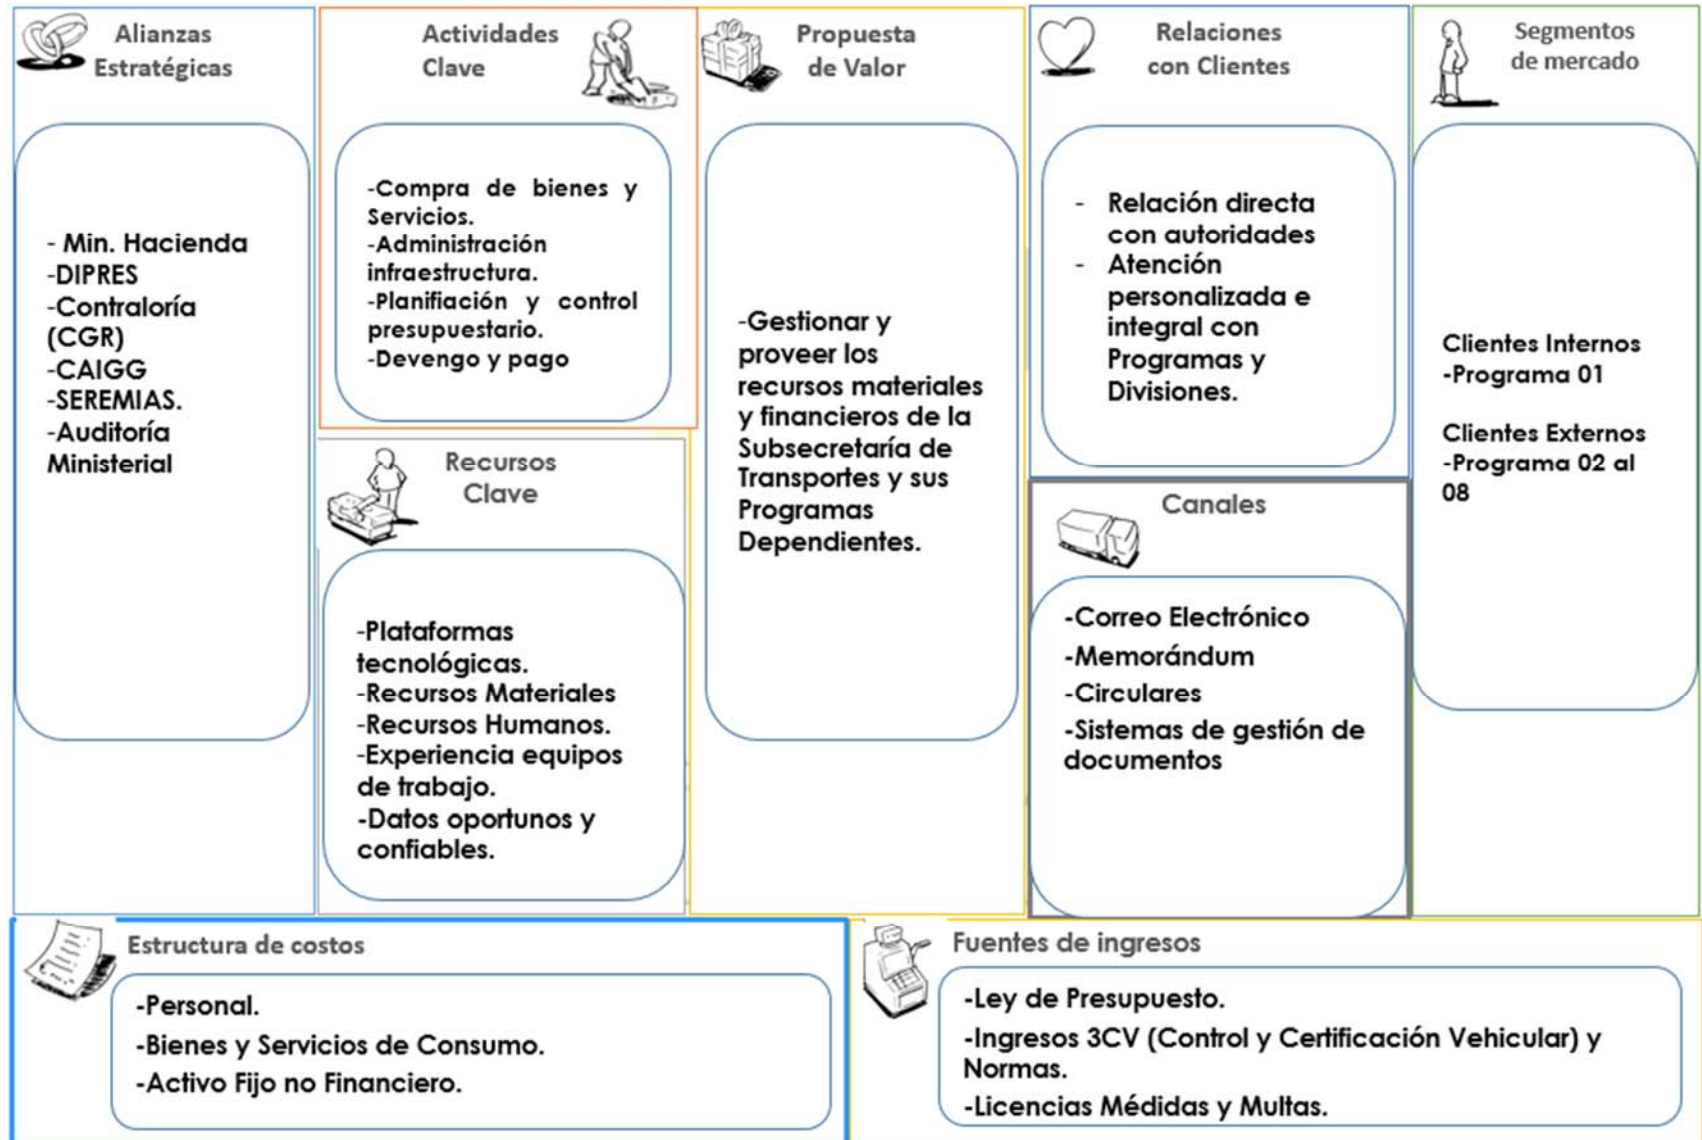 Alianzas
Estratégicas
- Min. Hacienda
-DIPRES
-Contraloría
(CGR)
-CAIGG
-SEREMIAS.
-Auditoría
Ministerial
Actividades
Clave
-Compra de bienes y
Servicios.
-Administración
infraestructura.
-Planifiación y control
presupuestario.
-Devengo y pago
Recursos
Clave
-Plataformas
tecnológicas.
-Recursos Materiales
-Recursos Humanos.
-Experiencia equipos
de trabajo.
-Datos oportunos y
confiables.
Propuesta
de Valor
-Gestionar y
proveer los
recursos materiales
y financieros de la
Subsecretaría de
Transportes y sus
Programas
Dependientes.
Relaciones
con Clientes
- Relación directa
con autoridades
- Atención
personalizada e
integral con
Programas y
Divisiones.
Canales
-Correo Electrónico
-Memorándum
-Circulares
-Sistemas de gestión de
documentos
Segmentos
de mercado
Clientes Internos
-Programa 01
Clientes Externos
-Programa 02 al
08
Estructura de costos
-Personal.
-Bienes y Servicios de Consumo.
-Activo Fijo no Financiero.
Fuentes de ingresos
-Ley de Presupuesto.
-Ingresos 3CV (Control y Certificación Vehicular) y
Normas.
-Licencias Médidas y Multas.